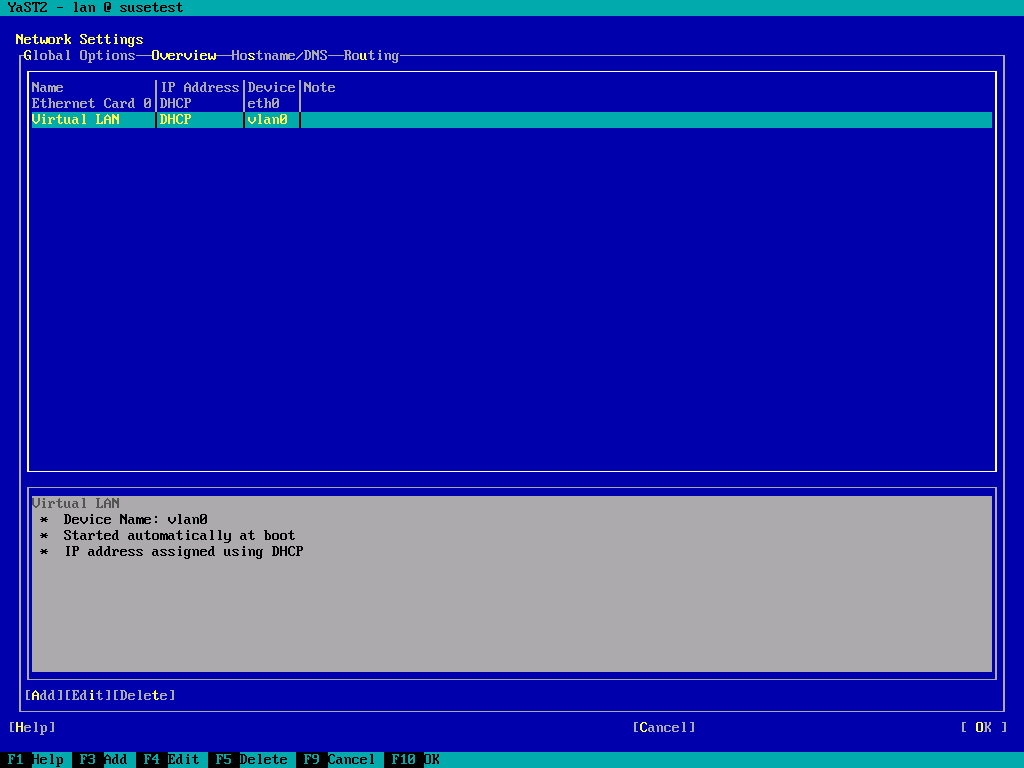 YaST2 - lan @ susetest
Network Settings
Global Options Overview Hostname/DNS Routing
Name IP Address Device Note
Ethernet Card 0 DHCP eth0
Virtual LAN DHCP vlan0
Virtual LAN
* Device Name: vlan0
* Started automatically at boot
* IP address assigned using DHCP
[Add][Edit][Delete]
[Help] [Cancel] [ OK ]
F1 Help F3 Add F4 Edit F5 Delete F9 Cancel F10 OK